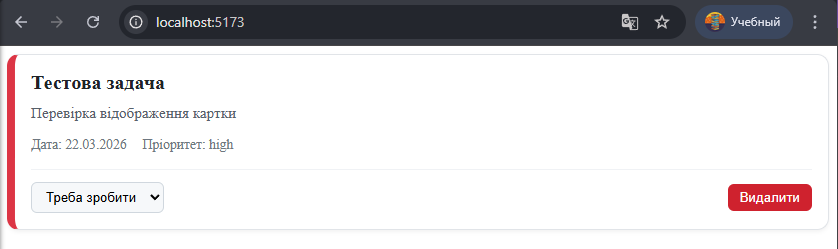 localhost:5173
Учебный
Тестова задача
Перевірка відображення картки
Дата: 22.03.2026 Пріоритет: high
Треба зробити
Видалити